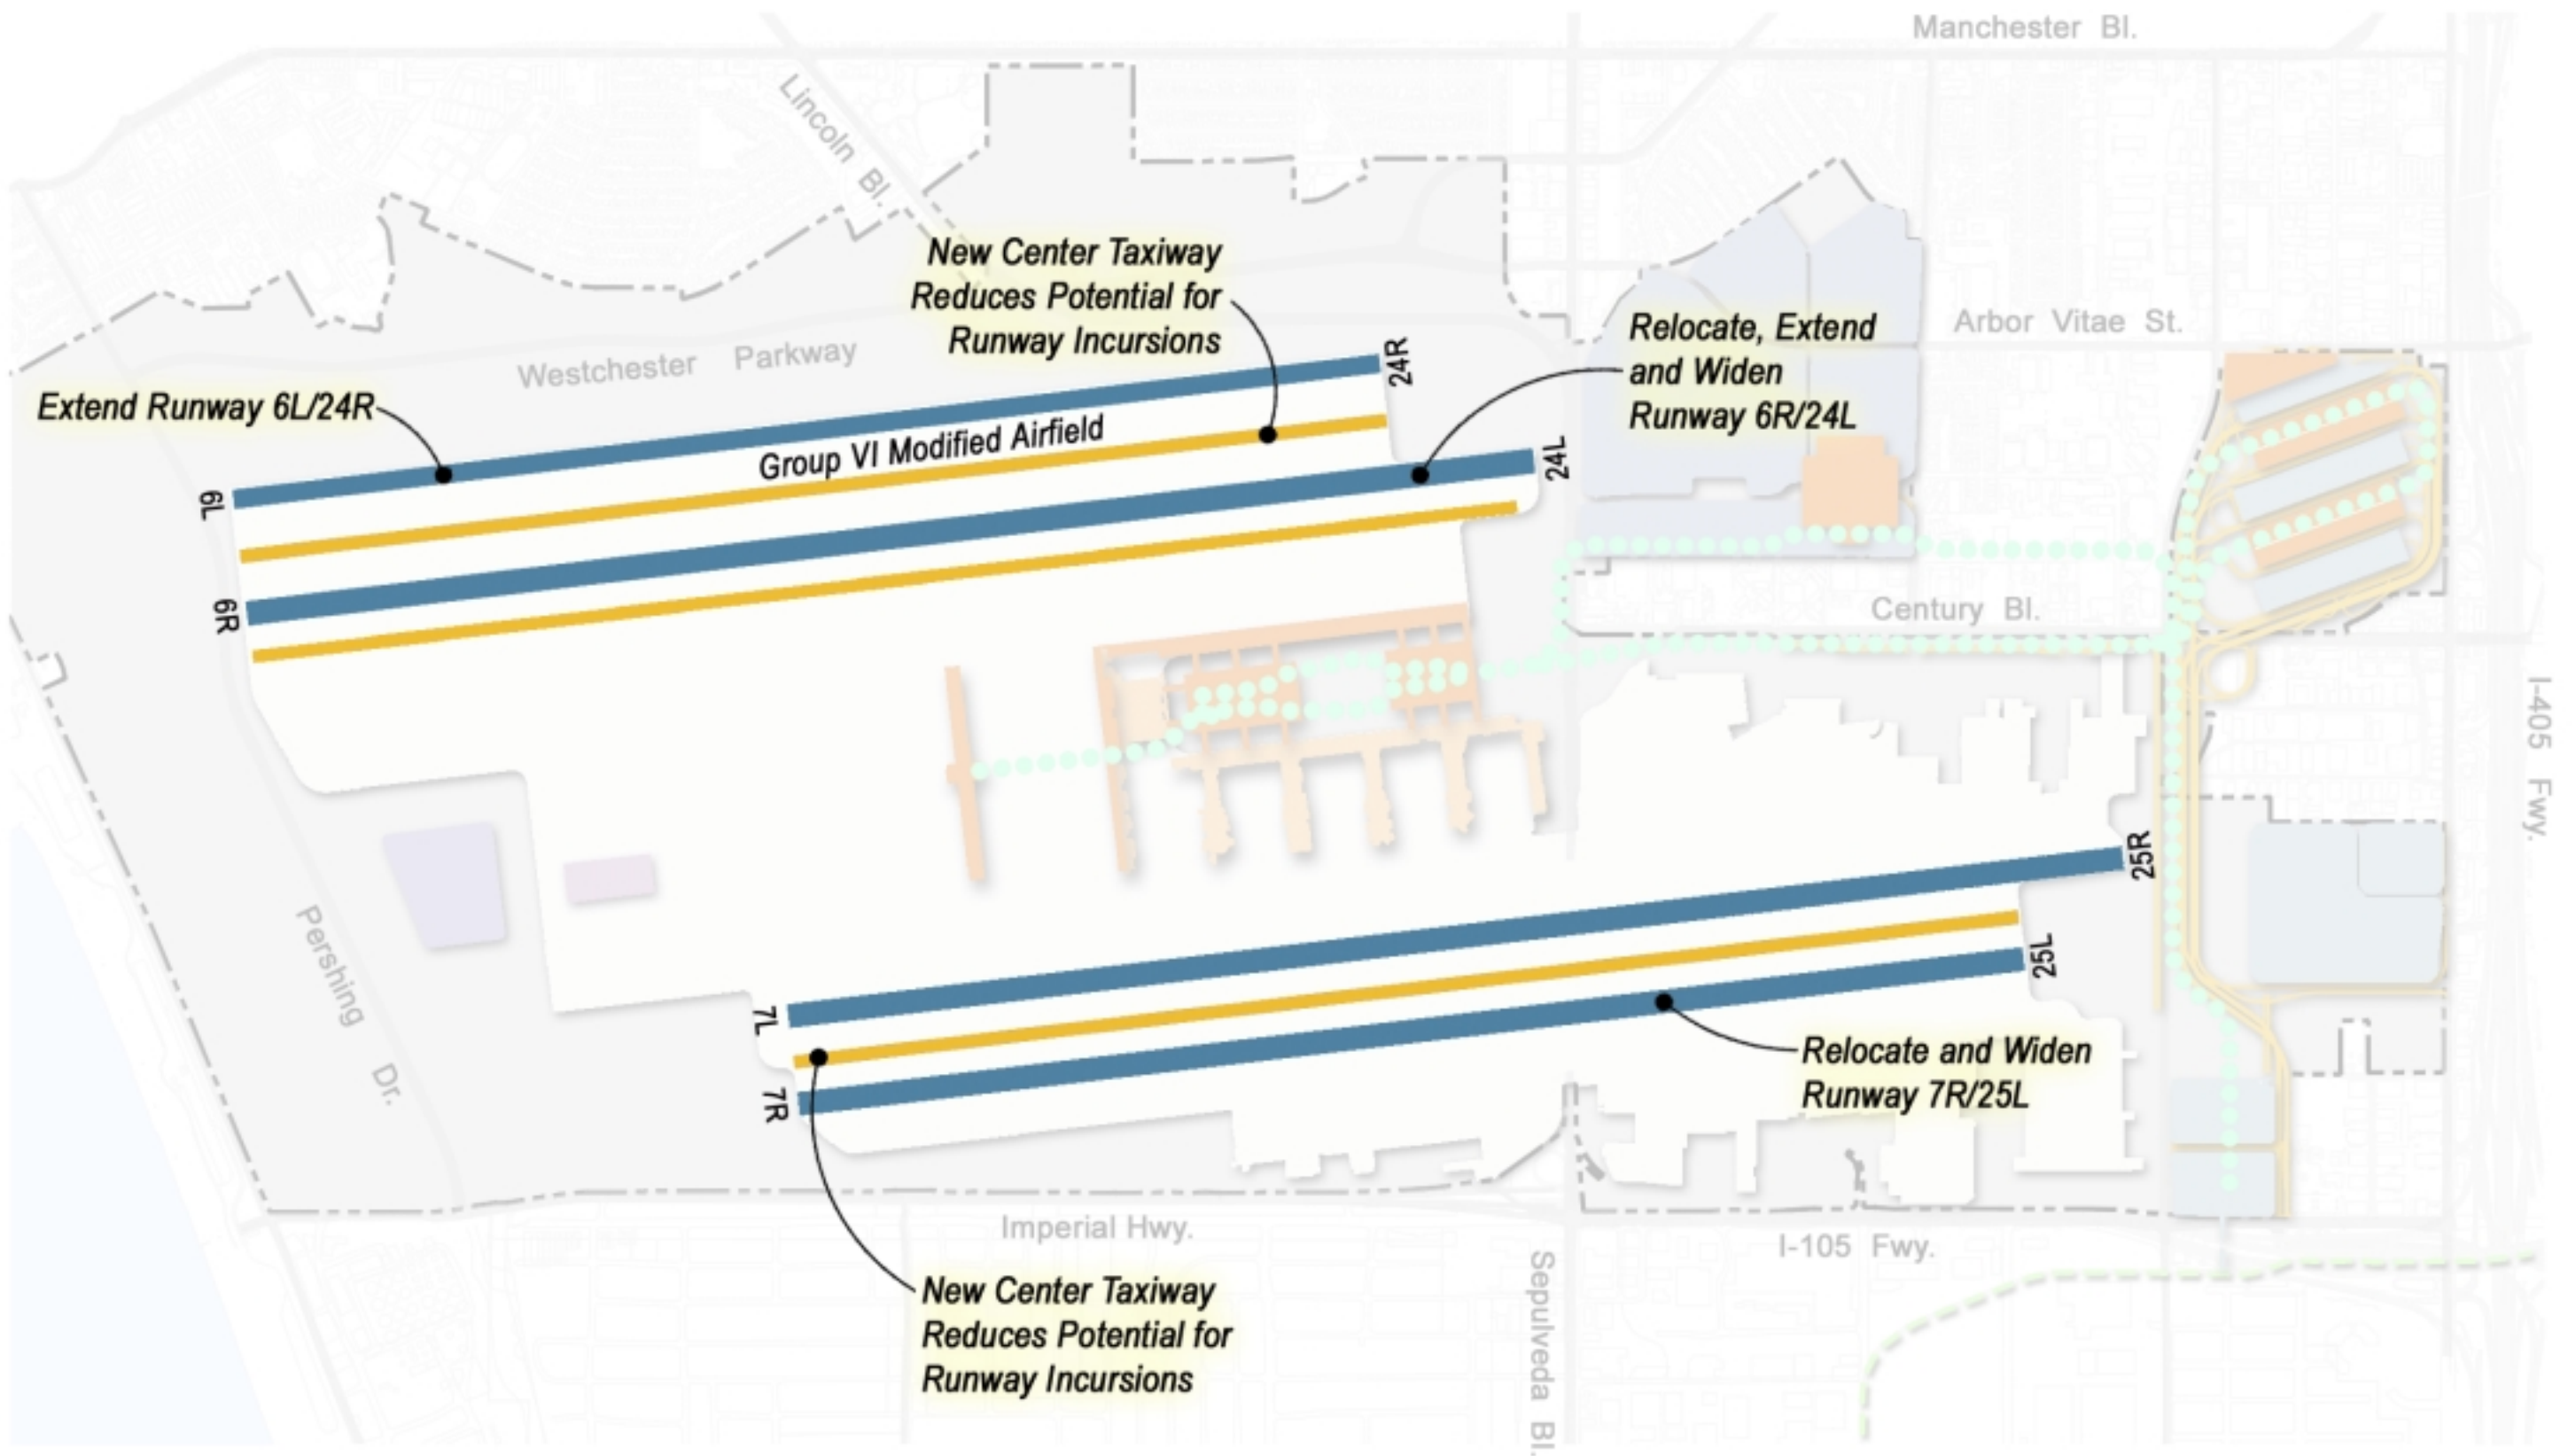 Manchester Bl.
Lincoln Bl.
New Center Taxiway
Reduces Potential for
Runway Incursions
Relocate, Extend
and Widen
Runway 6R/24L
Arbor Vitae St.
Westchester Parkway
24R
Extend Runway 6L/24R
Group VI Modified Airfield
24L
6L
6R
Century Bl.
I-405 Fwy.
25R
Pershing Dr.
25L
7L
7R
Relocate and Widen
Runway 7R/25L
Imperial Hwy.
I-105 Fwy.
Sepulveda Bl.
New Center Taxiway
Reduces Potential for
Runway Incursions